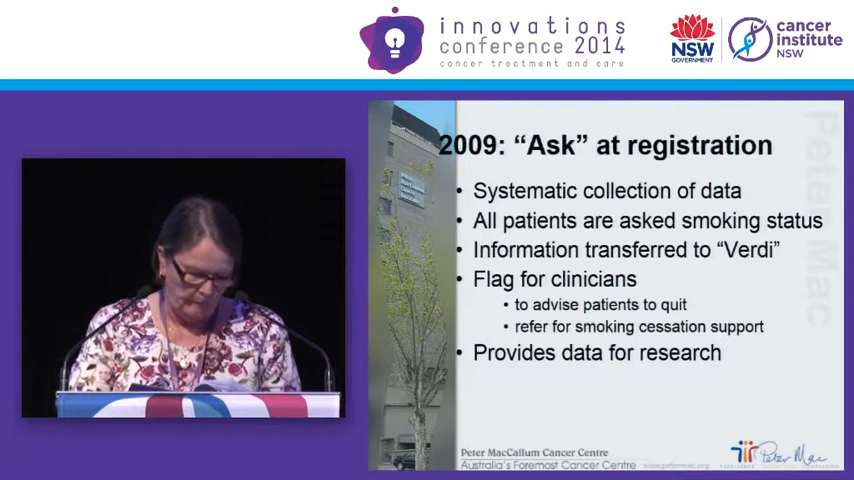 innovations
conference 2014
cancer treatment and care
NSW
GOVERNMENT
cancer
institute
NSW
2009: “Ask” at registration
• Systematic collection of data
• All patients are asked smoking status
• Information transferred to “Verdi”
• Flag for clinicians
• to advise patients to quit
• refer for smoking cessation support
• Provides data for research
Peter Mac
Peter MacCallum Cancer Centre
Australia's Foremost Cancer Centre www.petermac.org
Peter Mac